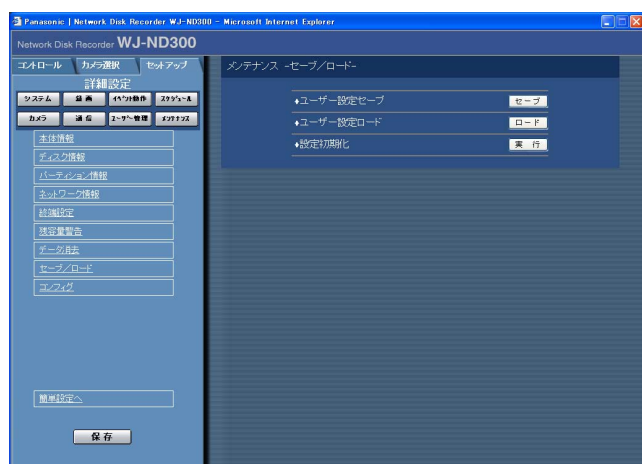 Panasonic | Network Disk Recorder WJ-ND300 - Microsoft Internet Explorer
Network Disk Recorder WJ-ND300
コントロール カメラ選択 セットアップ
詳細設定
システム 録画 イベント動作 スケジュール
カメラ 通信 ユーザー管理 メンテナンス
本体情報
ディスク情報
パーティション情報
ネットワーク情報
終端設定
残容量警告
データ消去
セーブ/ロード
コンフィグ
簡単設定へ
保存
メンテナンス -セーブ/ロード-
♦ユーザー設定セーブ セーブ
♦ユーザー設定ロード ロード
♦設定初期化 実 行